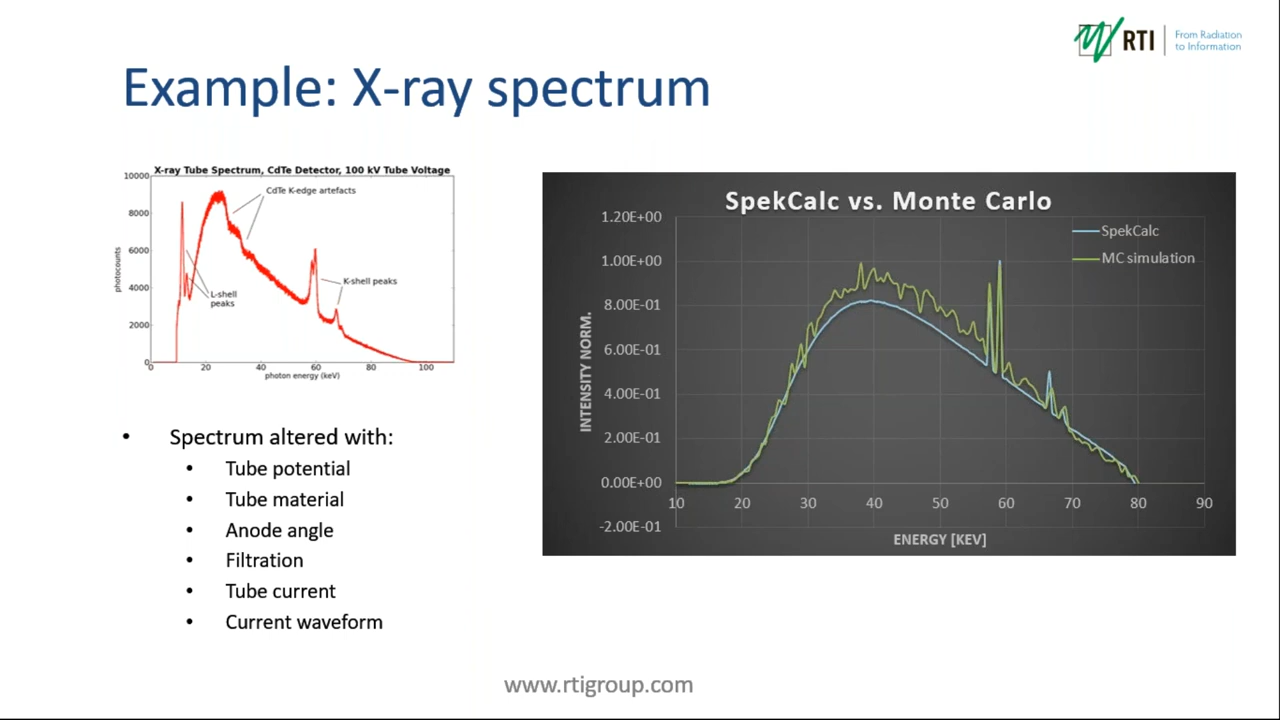 RTI
From Radiation
to Information
Example: X-ray spectrum
X-ray Tube Spectrum, CdTe Detector, 100 kV Tube Voltage
10000
8000
6000
4000
2000
0
photocounts
CdTe K-edge artefacts
L-shell
peaks
K-shell peaks
0 20 40 60 80 100
photon energy (keV)
• Spectrum altered with:
• Tube potential
• Tube material
• Anode angle
• Filtration
• Tube current
• Current waveform
SpekCalc vs. Monte Carlo
1.20E+00
1.00E+00
8.00E-01
6.00E-01
4.00E-01
2.00E-01
0.00E+00
-2.00E-01
INTENSITY NORM.
SpekCalc
MC simulation
10 20 30 40 50 60 70 80 90
ENERGY [KEV]
www.rtigroup.com